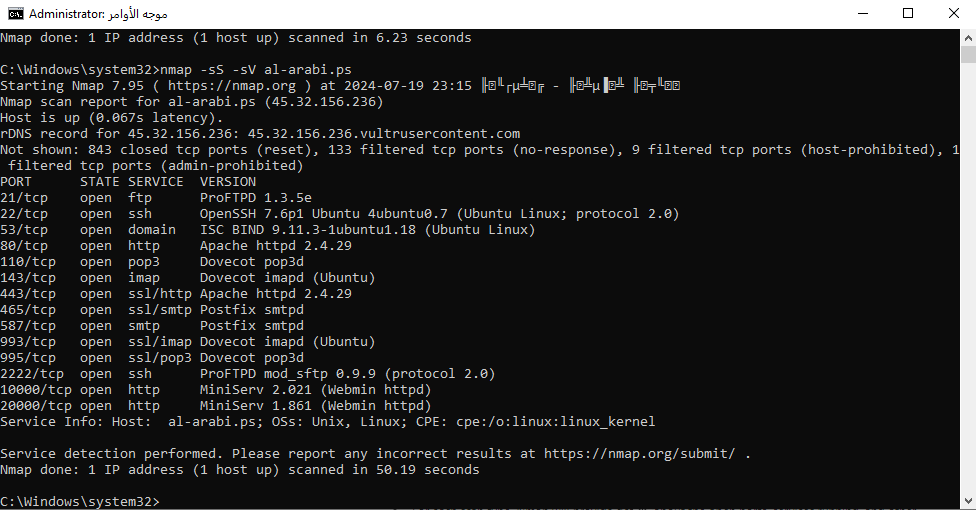 Administrator: موجه الأوامر
Nmap done: 1 IP address (1 host up) scanned in 6.23 seconds
C:\Windows\system32>nmap -sS -sV al-arabi.ps
Starting Nmap 7.95 ( https://nmap.org ) at 2024-07-19 23:15 -
Nmap scan report for al-arabi.ps (45.32.156.236)
Host is up (0.067s latency).
rDNS record for 45.32.156.236: 45.32.156.236.vultrusercontent.com
Not shown: 843 closed tcp ports (reset), 133 filtered tcp ports (no-response), 9 filtered tcp ports (host-prohibited), 1
filtered tcp ports (admin-prohibited)
PORT STATE SERVICE VERSION
21/tcp open ftp ProFTPD 1.3.5e
22/tcp open ssh OpenSSH 7.6p1 Ubuntu 4ubuntu0.7 (Ubuntu Linux; protocol 2.0)
53/tcp open domain ISC BIND 9.11.3-1ubuntu1.18 (Ubuntu Linux)
80/tcp open http Apache httpd 2.4.29
110/tcp open pop3 Dovecot pop3d
143/tcp open imap Dovecot imapd (Ubuntu)
443/tcp open ssl/http Apache httpd 2.4.29
465/tcp open ssl/smtp Postfix smtpd
587/tcp open smtp Postfix smtpd
993/tcp open ssl/imap Dovecot imapd (Ubuntu)
995/tcp open ssl/pop3 Dovecot pop3d
2222/tcp open ssh ProFTPD mod_sftp 0.9.9 (protocol 2.0)
10000/tcp open http MiniServ 2.021 (Webmin httpd)
20000/tcp open http MiniServ 1.861 (Webmin httpd)
Service Info: Host: al-arabi.ps; OSs: Unix, Linux; CPE: cpe:/o:linux:linux_kernel
Service detection performed. Please report any incorrect results at https://nmap.org/submit/ .
Nmap done: 1 IP address (1 host up) scanned in 50.19 seconds
C:\Windows\system32>